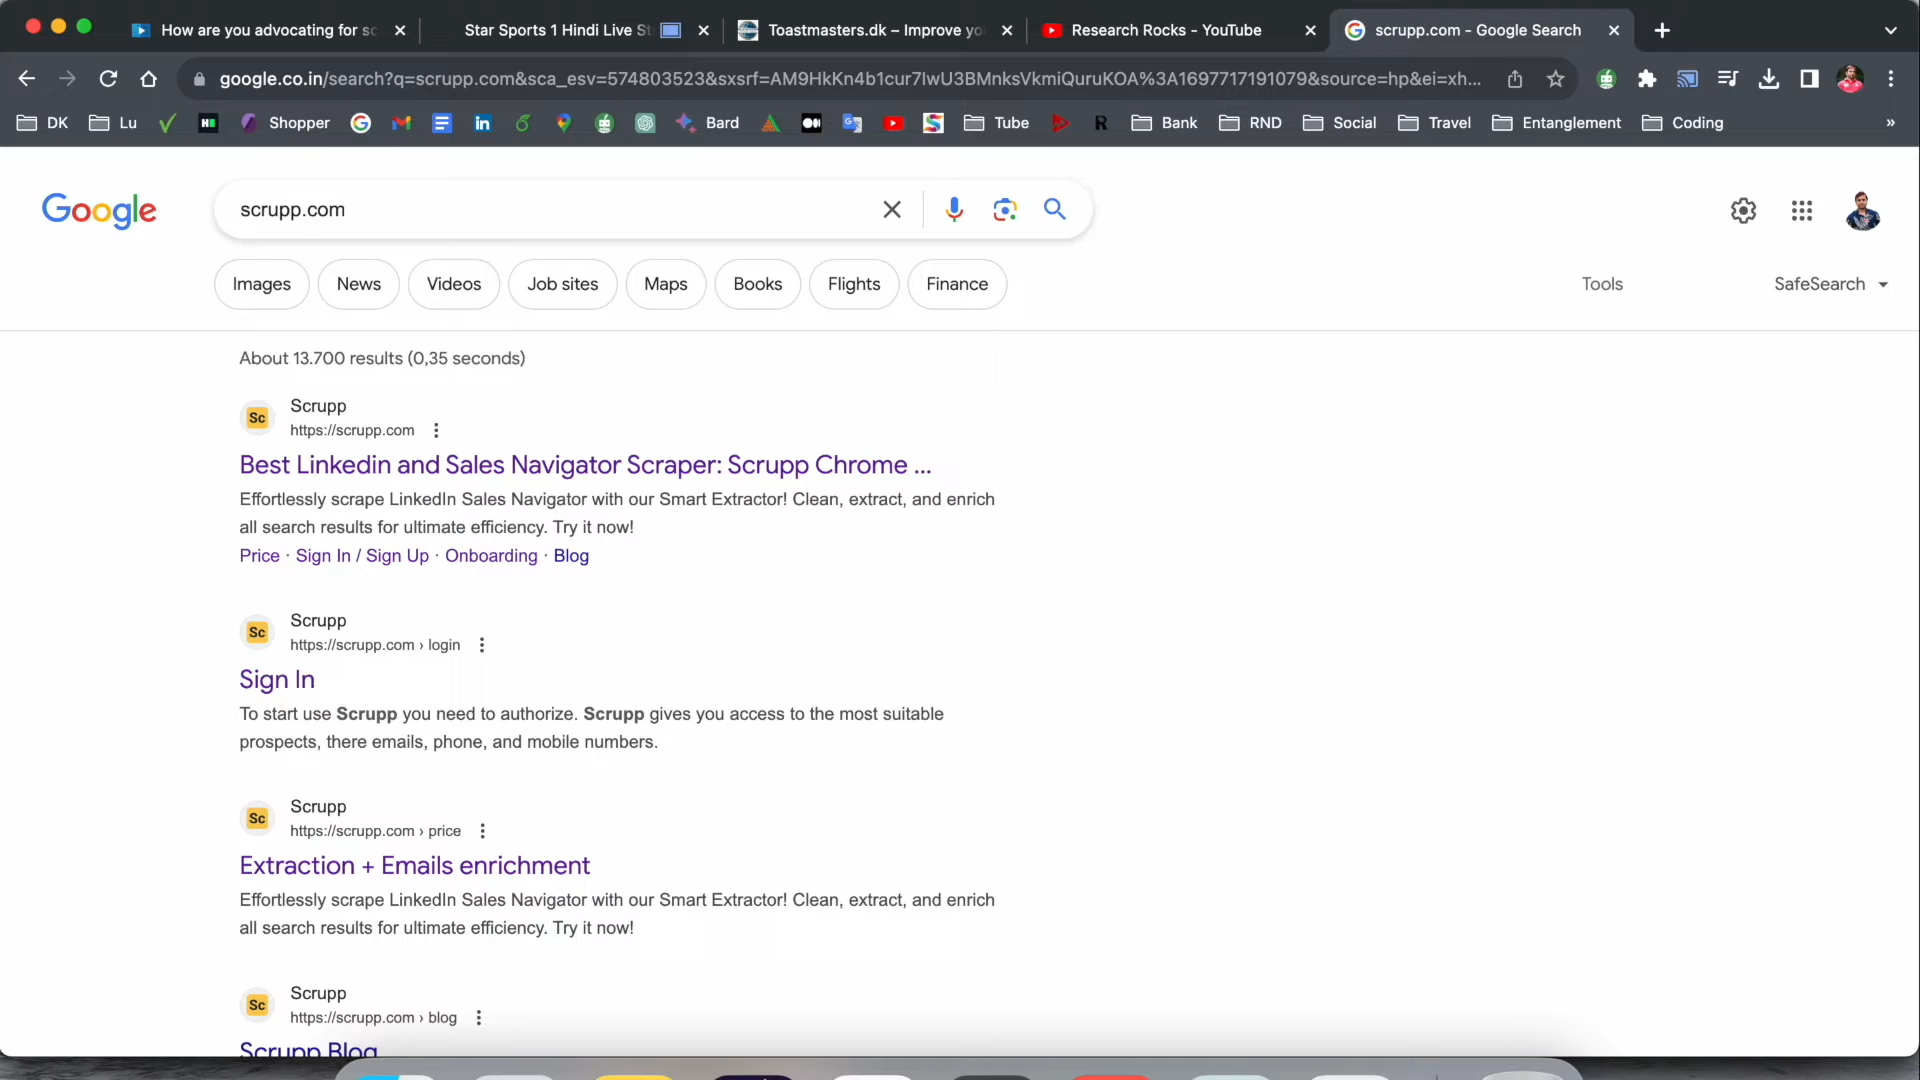 How are you advocating for sc
Star Sports 1 Hindi Live St
Toastmasters.dk – Improve yo
Research Rocks - YouTube
scrupp.com - Google Search
google.co.in/search?q=scrupp.com&sca_esv=574803523&sxsrf=AM9HkKn4b1cur7IwU3BMnksVkmiQuruKOA%3A1697717191079&source=hp&ei=xh...
DK Lu Shopper Bard Tube Bank RND Social Travel Entanglement Coding »
Google
scrupp.com
Images News Videos Job sites Maps Books Flights Finance Tools SafeSearch
About 13.700 results (0,35 seconds)
Sc Scrupp
https://scrupp.com
Best Linkedin and Sales Navigator Scraper: Scrupp Chrome ...
Effortlessly scrape LinkedIn Sales Navigator with our Smart Extractor! Clean, extract, and enrich
all search results for ultimate efficiency. Try it now!
Price · Sign In / Sign Up · Onboarding · Blog
Sc Scrupp
https://scrupp.com › login
Sign In
To start use Scrupp you need to authorize. Scrupp gives you access to the most suitable
prospects, there emails, phone, and mobile numbers.
Sc Scrupp
https://scrupp.com › price
Extraction + Emails enrichment
Effortlessly scrape LinkedIn Sales Navigator with our Smart Extractor! Clean, extract, and enrich
all search results for ultimate efficiency. Try it now!
Sc Scrupp
https://scrupp.com › blog
Scrupp Blog